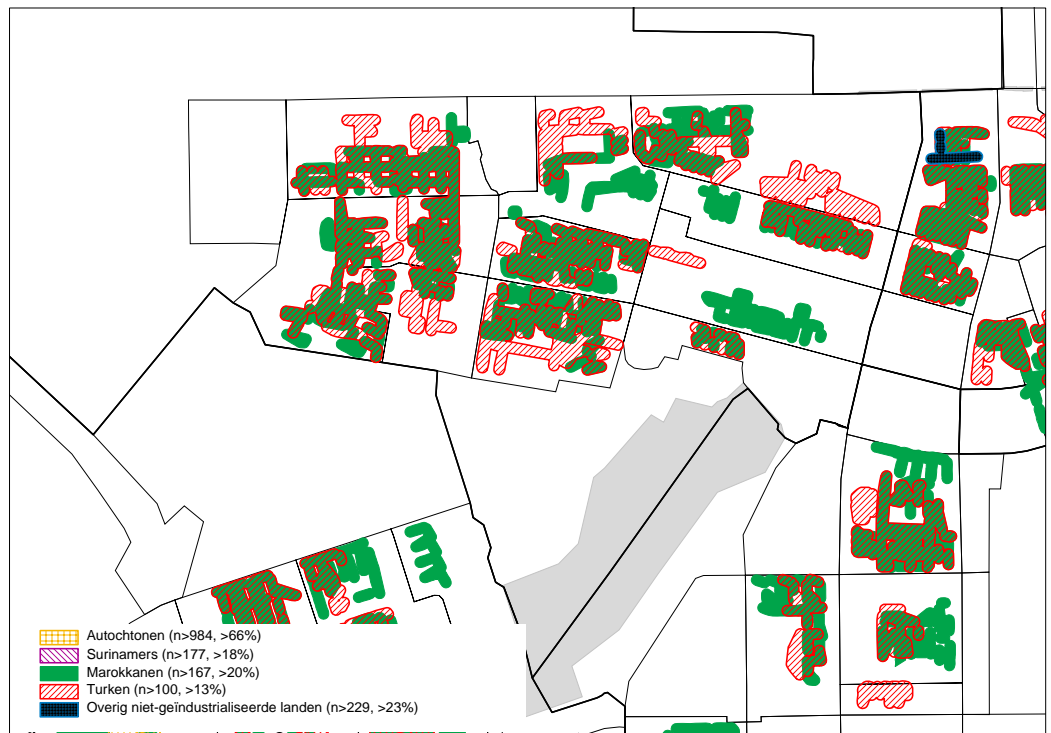 Autochtonen (n>984, >66%)
Surinamers (n>177, >18%)
Marokkanen (n>167, >20%)
Turken (n>100, >13%)
Overig niet-geïndustrialiseerde landen (n>229, >23%)